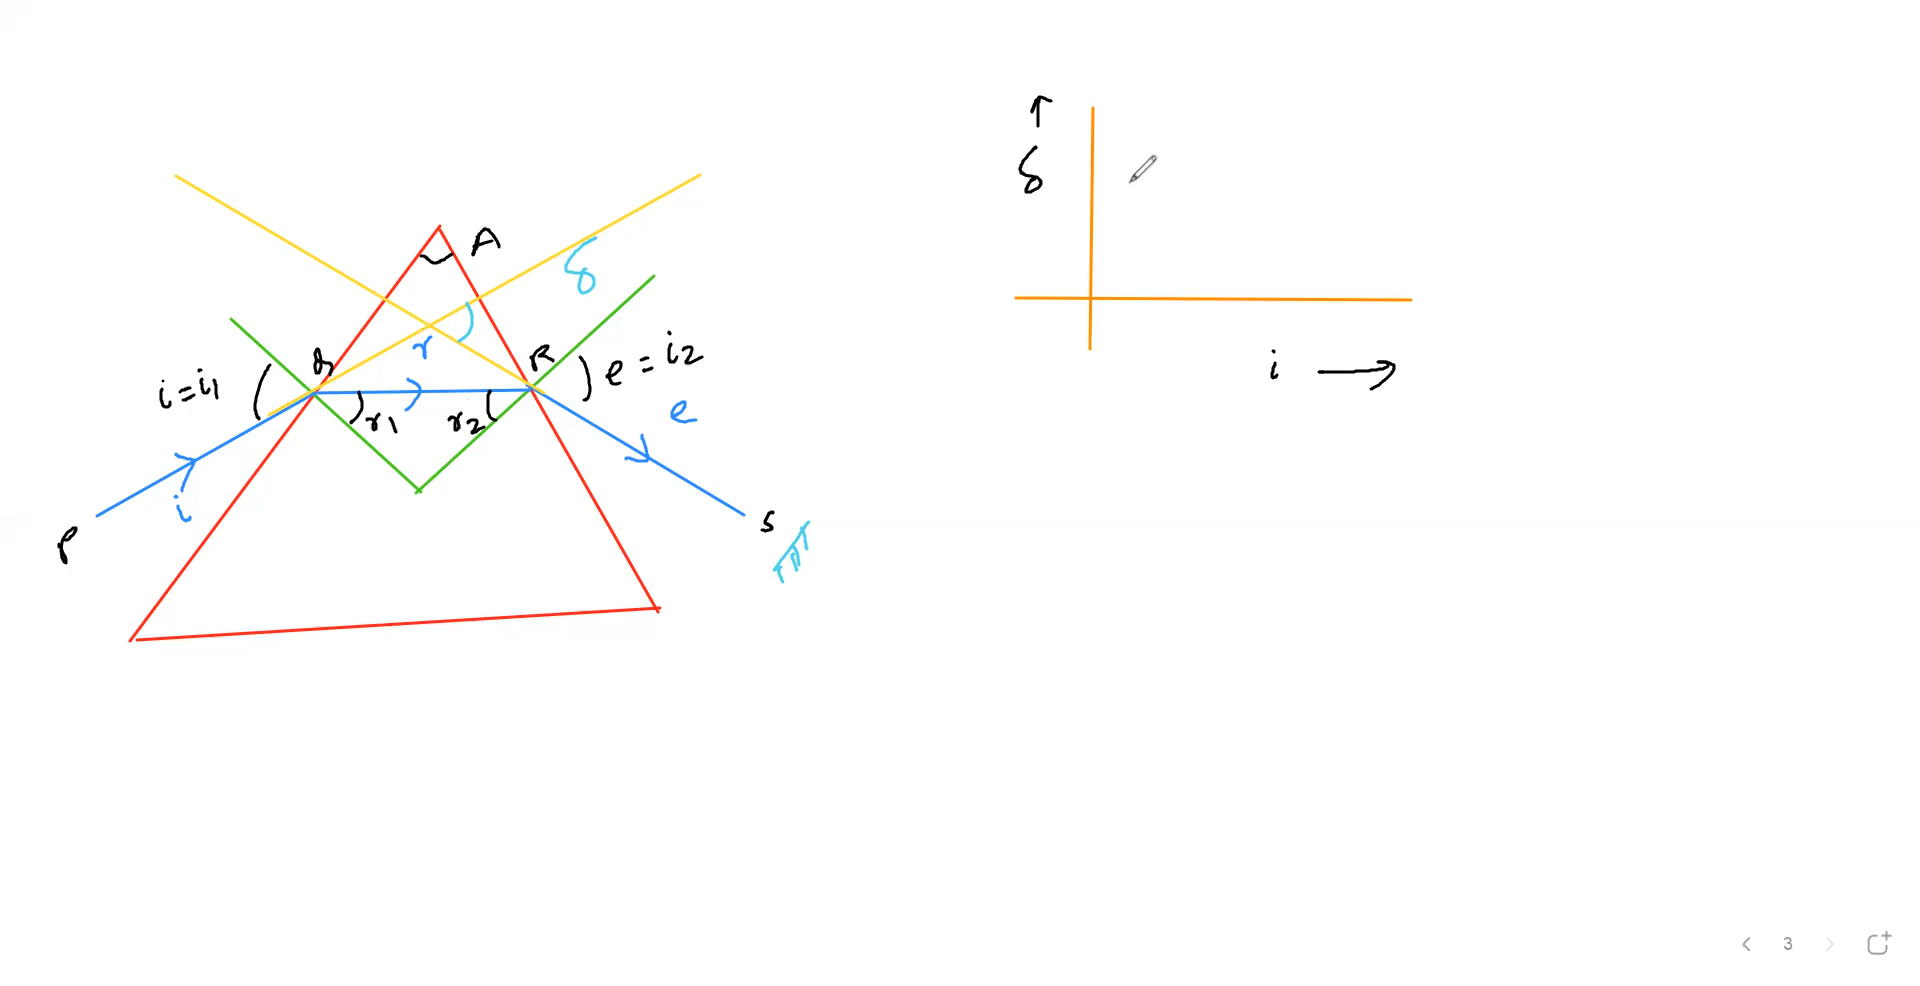 A
δ
r
R
i = i1
e = i2
r1
r2
e
i
P
S
↑
δ
i →
3